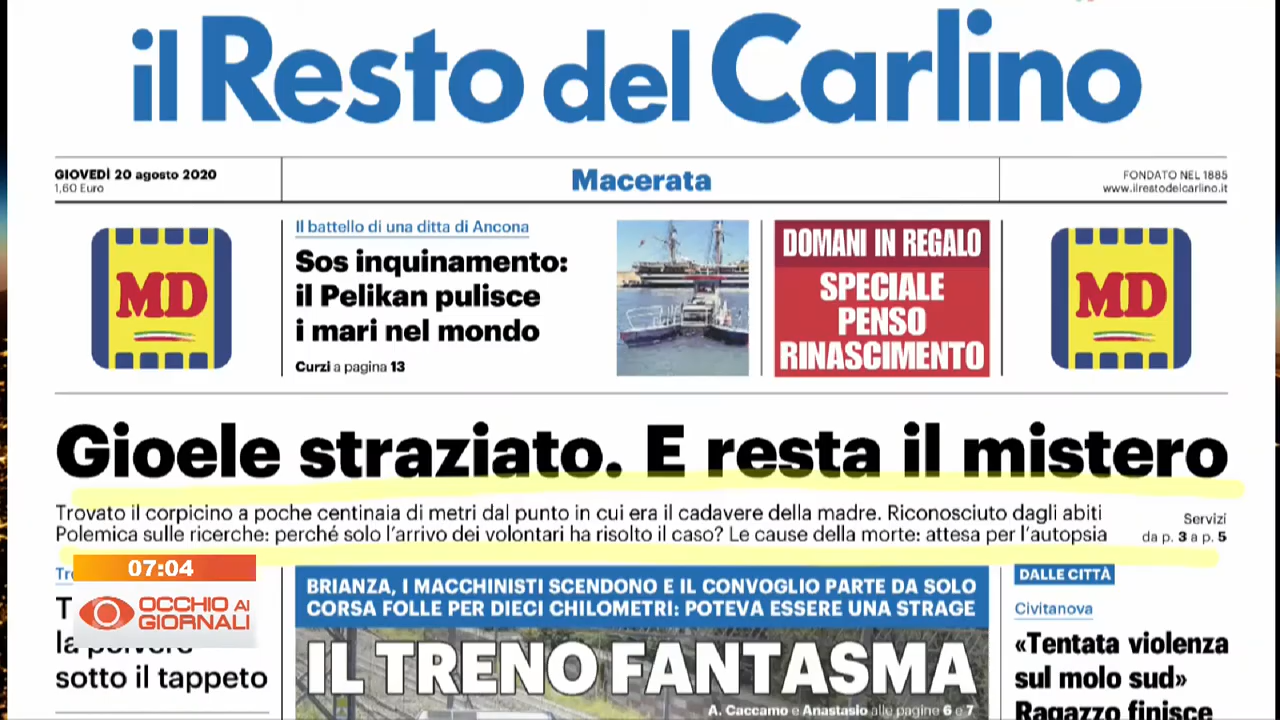 il Resto del Carlino
GIOVEDÌ 20 agosto 2020
1,60 Euro
Macerata
FONDATO NEL 1885
www.ilrestodelcarlino.it
MD
Il battello di una ditta di Ancona
Sos inquinamento:
il Pelikan pulisce
i mari nel mondo
Curzi a pagina 13
DOMANI IN REGALO
SPECIALE
PENSO
RINASCIMENTO
MD
Gioele straziato. E resta il mistero
Trovato il corpicino a poche centinaia di metri dal punto in cui era il cadavere della madre. Riconosciuto dagli abiti
Polemica sulle ricerche: perché solo l'arrivo dei volontari ha risolto il caso? Le cause della morte: attesa per l'autopsia
Servizi
da p. 3 a p. 5
07:04
OCCHIO AI
GIORNALI
la polvere
sotto il tappeto
BRIANZA, I MACCHINISTI SCENDONO E IL CONVOGLIO PARTE DA SOLO
CORSA FOLLE PER DIECI CHILOMETRI: POTEVA ESSERE UNA STRAGE
IL TRENO FANTASMA
A. Caccamo e Anastasio alle pagine 6 e 7
DALLE CITTÀ
Civitanova
«Tentata violenza
sul molo sud»
Ragazzo finisce